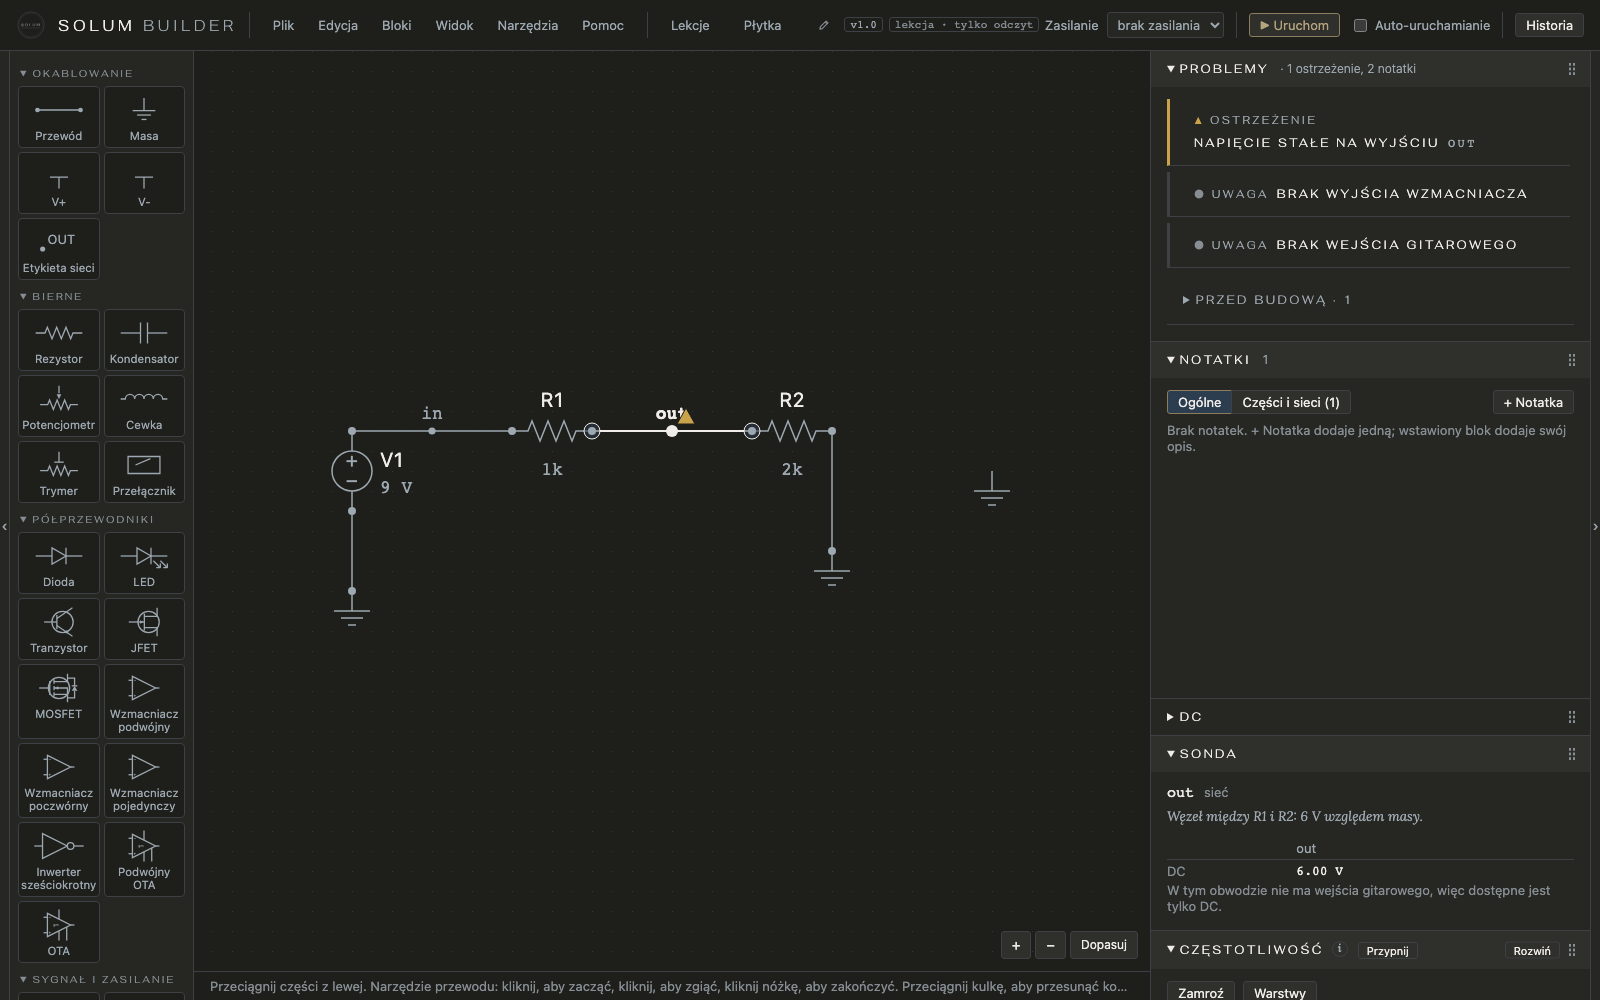 SOLUM BUILDER
Plik
Edycja
Bloki
Widok
Narzędzia
Pomoc
Lekcje
Płytka
v1.0
lekcja · tylko odczyt
Zasilanie
brak zasilania
Uruchom
Auto-uruchamianie
Historia
OKABLOWANIE
Przewód
Masa
V+
V-
OUT
Etykieta sieci
BIERNE
Rezystor
Kondensator
Potencjometr
Cewka
Trymer
Przełącznik
PÓŁPRZEWODNIKI
Dioda
LED
Tranzystor
JFET
MOSFET
Wzmacniacz podwójny
Wzmacniacz poczwórny
Wzmacniacz pojedynczy
Inwerter sześciokrotny
Podwójny OTA
OTA
SYGNAŁ I ZASILANIE
in
R1
1k
out
R2
2k
V1
9 V
+
−
Dopasuj
Przeciągnij części z lewej. Narzędzie przewodu: kliknij, aby zacząć, kliknij, aby zgiąć, kliknij nóżkę, aby zakończyć. Przeciągnij kulkę, aby przesunąć ko...
PROBLEMY · 1 ostrzeżenie, 2 notatki
OSTRZEŻENIE
NAPIĘCIE STAŁE NA WYJŚCIU OUT
UWAGA BRAK WYJŚCIA WZMACNIACZA
UWAGA BRAK WEJŚCIA GITAROWEGO
PRZED BUDOWĄ · 1
NOTATKI 1
Ogólne
Części i sieci (1)
+ Notatka
Brak notatek. + Notatka dodaje jedną; wstawiony blok dodaje swój
opis.
DC
SONDA
out sieć
Węzeł między R1 i R2: 6 V względem masy.
out
DC 6.00 V
W tym obwodzie nie ma wejścia gitarowego, więc dostępne jest
tylko DC.
CZĘSTOTLIWOŚĆ
i
Przypnij
Rozwiń
Zamroź
Warstwy